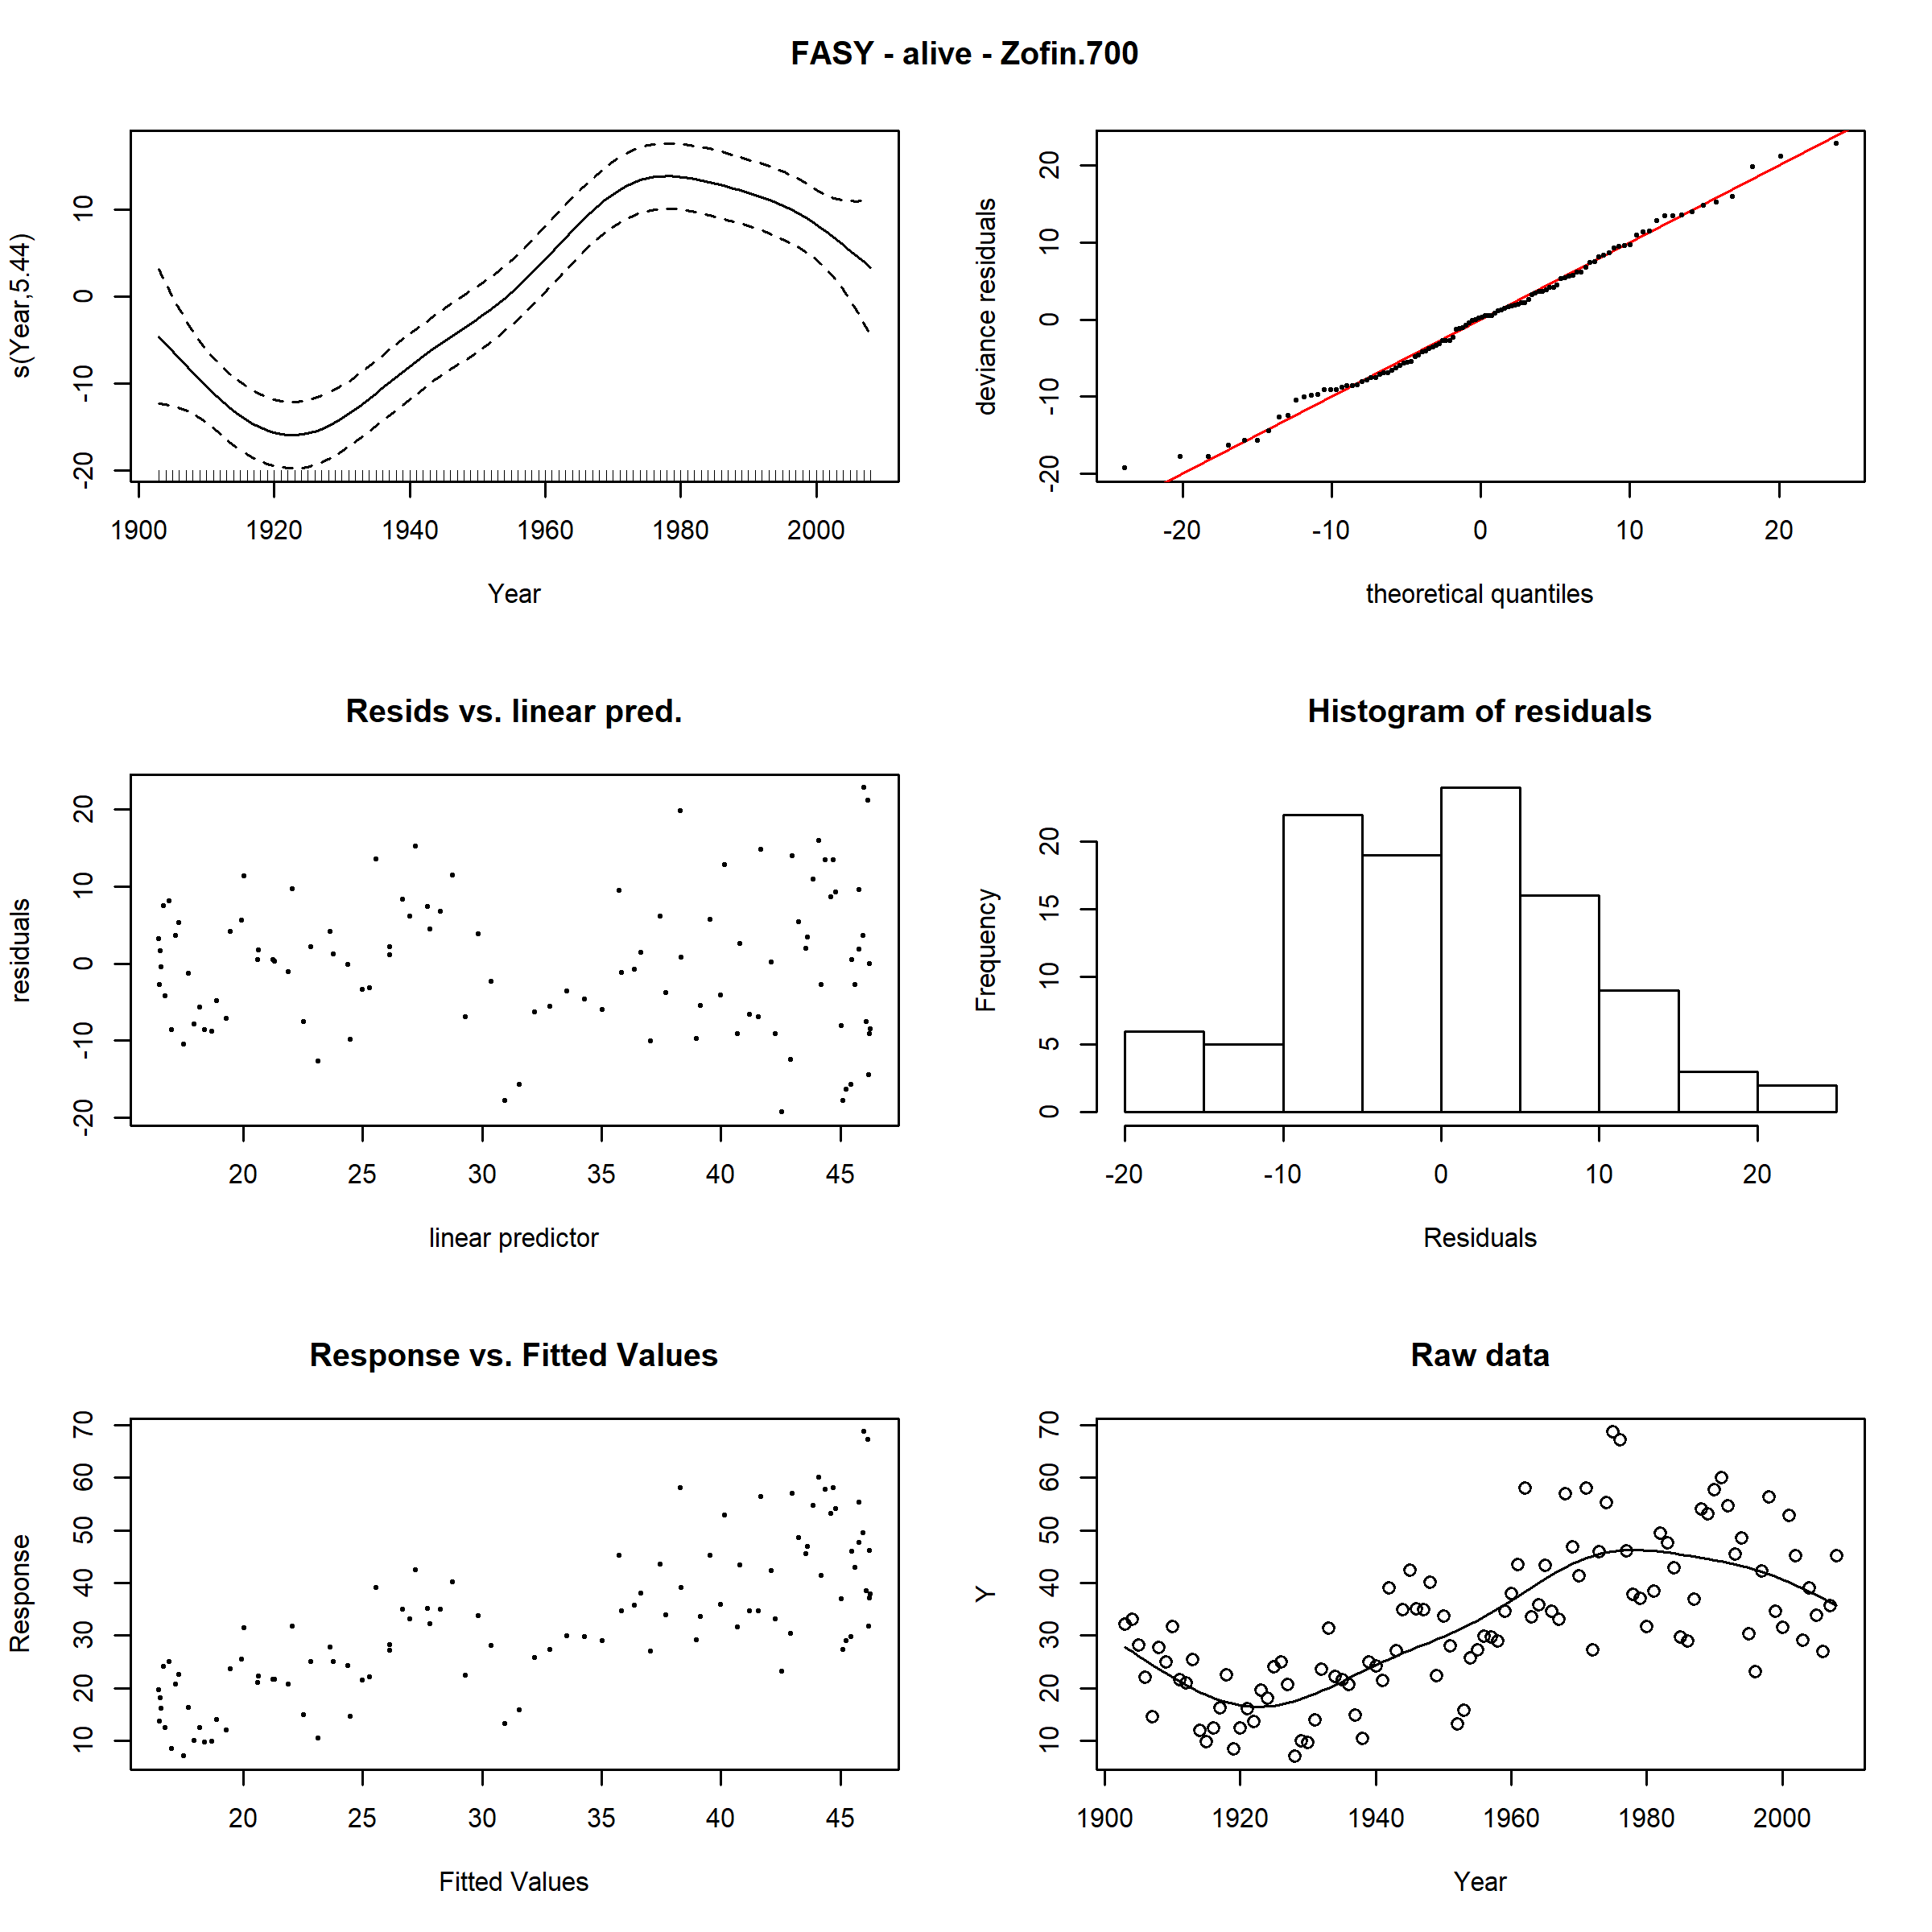 FASY - alive - Zofin.700
s(Year,5.44)
-20 -10 0 10
1900 1920 1940 1960 1980 2000
Year
deviance residuals
-20 -10 0 10 20
-20 -10 0 10 20
theoretical quantiles
Resids vs. linear pred.
residuals
-20 -10 0 10 20
20 25 30 35 40 45
linear predictor
Histogram of residuals
Frequency
0 5 10 15 20
-20 -10 0 10 20
Residuals
Response vs. Fitted Values
Response
10 20 30 40 50 60 70
20 25 30 35 40 45
Fitted Values
Raw data
Y
10 20 30 40 50 60 70
1900 1920 1940 1960 1980 2000
Year